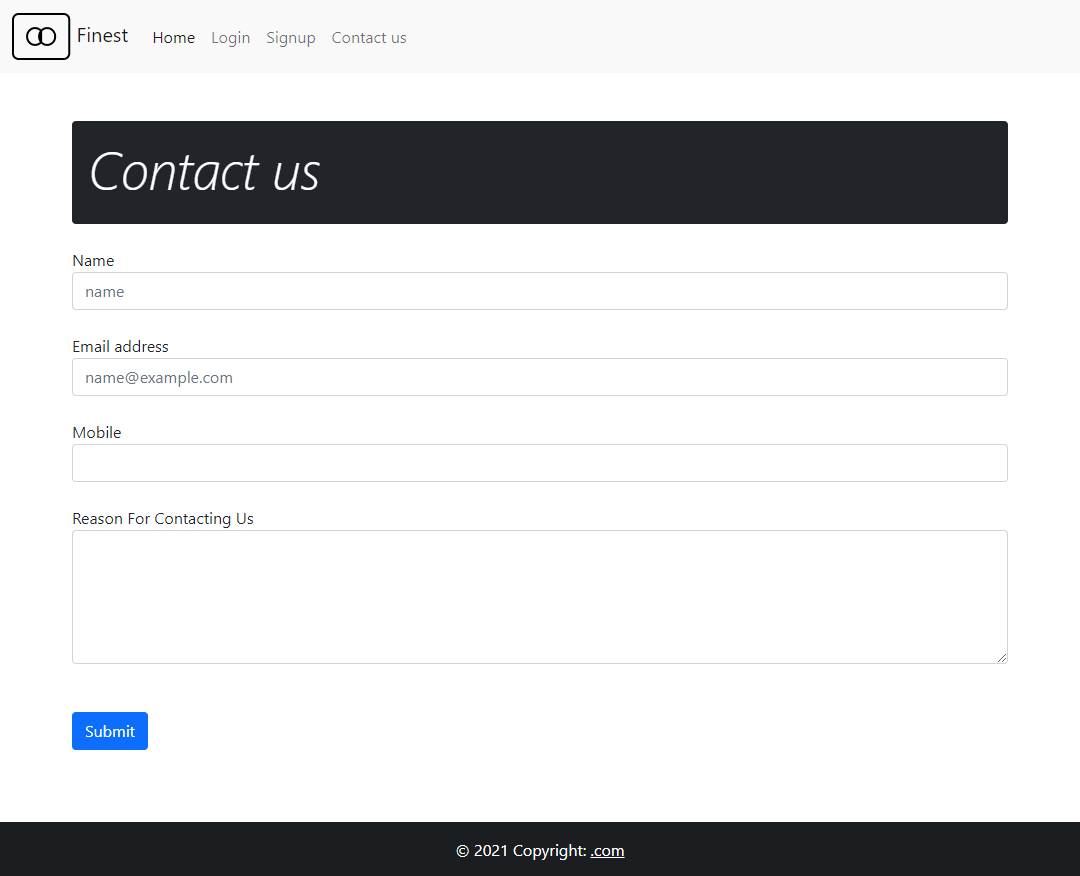 Finest Home Login Signup Contact us
Contact us
Name
name
Email address
name@example.com
Mobile
Reason For Contacting Us
Submit
© 2021 Copyright: .com